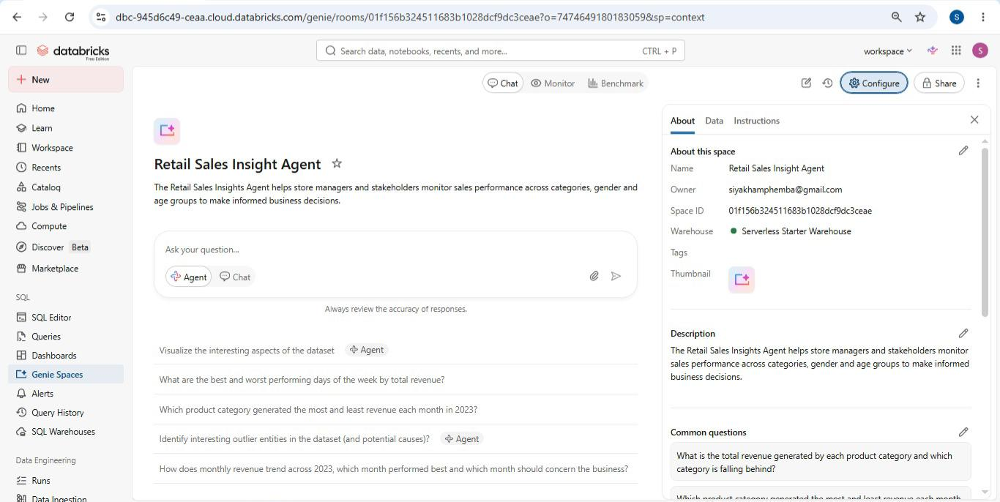 dbc-945d6c49-ceaa.cloud.databricks.com/genie/rooms/01f156b324511683b1028dcf9dc3ceae?o=7474649180183059&sp=context
S
databricks
Free Edition
Search data, notebooks, recents, and more...
CTRL + P
workspace
S
New
Home
Learn
Workspace
Recents
Catalog
Jobs & Pipelines
Compute
Discover Beta
Marketplace
SQL
SQL Editor
Queries
Dashboards
Genie Spaces
Alerts
Query History
SQL Warehouses
Data Engineering
Runs
Data Ingestion
Chat
Monitor
Benchmark
Configure
Share
Retail Sales Insight Agent
The Retail Sales Insights Agent helps store managers and stakeholders monitor sales performance across categories, gender and
age groups to make informed business decisions.
Ask your question...
Agent
Chat
Always review the accuracy of responses.
Visualize the interesting aspects of the dataset Agent
What are the best and worst performing days of the week by total revenue?
Which product category generated the most and least revenue each month in 2023?
Identify interesting outlier entities in the dataset (and potential causes)? Agent
How does monthly revenue trend across 2023, which month performed best and which month should concern the business?
About
Data
Instructions
About this space
Name Retail Sales Insight Agent
Owner siyakhamphemba@gmail.com
Space ID 01f156b324511683b1028dcf9dc3ceae
Warehouse Serverless Starter Warehouse
Tags
Thumbnail
Description
The Retail Sales Insights Agent helps store managers and stakeholders monitor
sales performance across categories, gender and age groups to make informed
business decisions.
Common questions
What is the total revenue generated by each product category and which
category is falling behind?
Which product category generated the most and least revenue each month